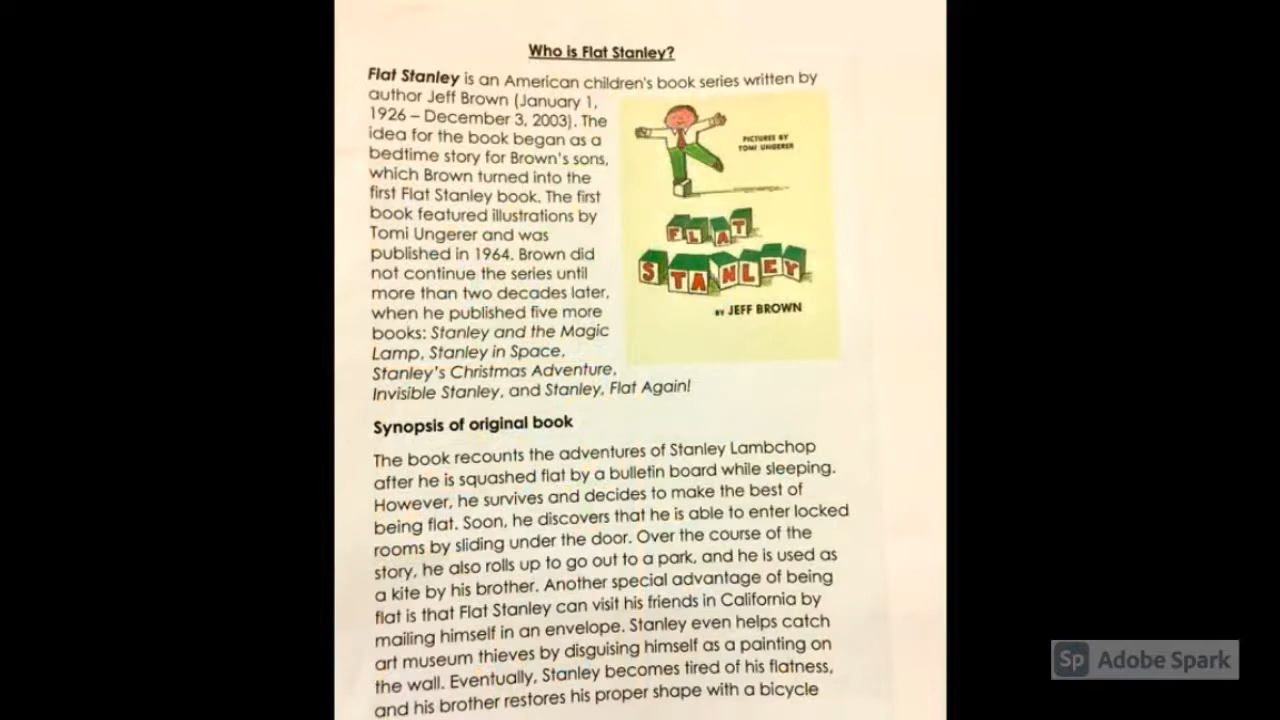 Who is Flat Stanley?
Flat Stanley is an American children's book series written by
author Jeff Brown (January 1,
1926 – December 3, 2003). The
idea for the book began as a
bedtime story for Brown's sons,
which Brown turned into the
first Flat Stanley book. The first
book featured illustrations by
Tomi Ungerer and was
published in 1964. Brown did
not continue the series until
more than two decades later,
when he published five more
books: Stanley and the Magic
Lamp, Stanley in Space,
Stanley's Christmas Adventure,
Invisible Stanley, and Stanley, Flat Again!
PICTURES BY
TOMI UNGERER
FLAT
STANLEY
BY JEFF BROWN
Synopsis of original book
The book recounts the adventures of Stanley Lambchop
after he is squashed flat by a bulletin board while sleeping.
However, he survives and decides to make the best of
being flat. Soon, he discovers that he is able to enter locked
rooms by sliding under the door. Over the course of the
story, he also rolls up to go out to a park, and he is used as
a kite by his brother. Another special advantage of being
flat is that Flat Stanley can visit his friends in California by
mailing himself in an envelope. Stanley even helps catch
art museum thieves by disguising himself as a painting on
the wall. Eventually, Stanley becomes tired of his flatness,
and his brother restores his proper shape with a bicycle
Sp Adobe Spark